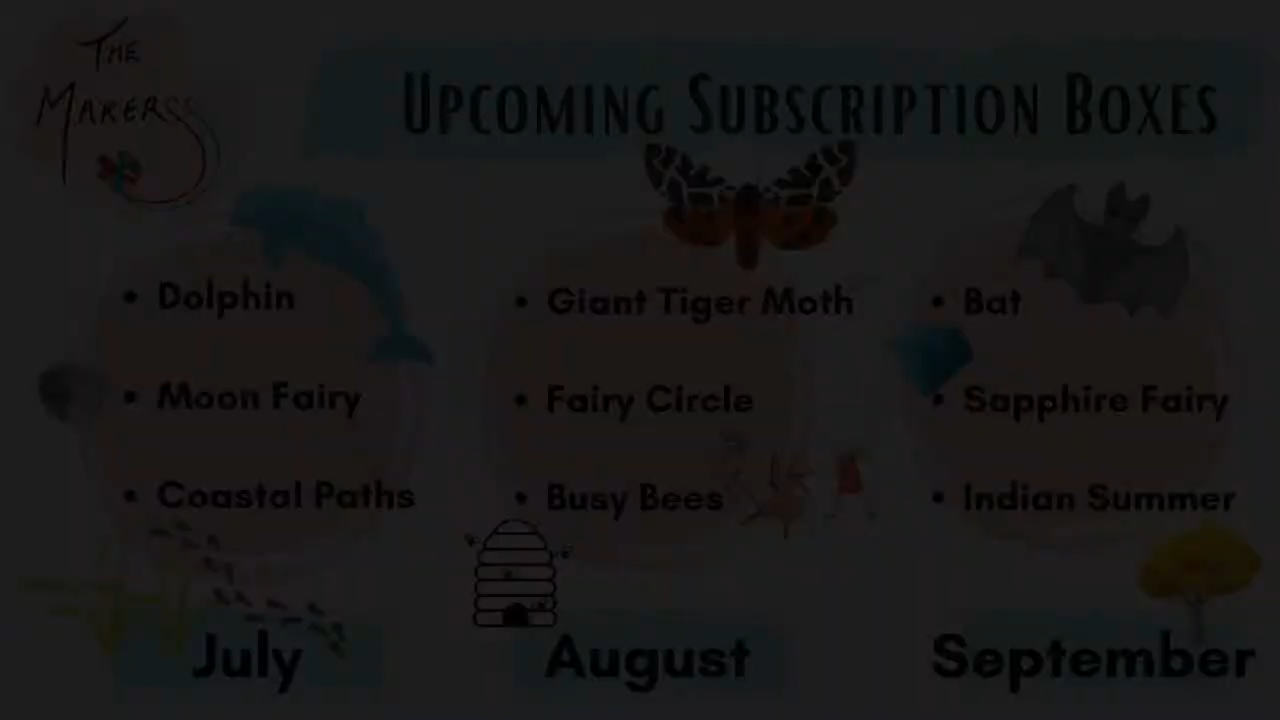 The
Makerss
Upcoming Subscription Boxes
• Dolphin
• Moon Fairy
• Coastal Paths
July
• Giant Tiger Moth
• Fairy Circle
• Busy Bees
August
• Bat
• Sapphire Fairy
• Indian Summer
September